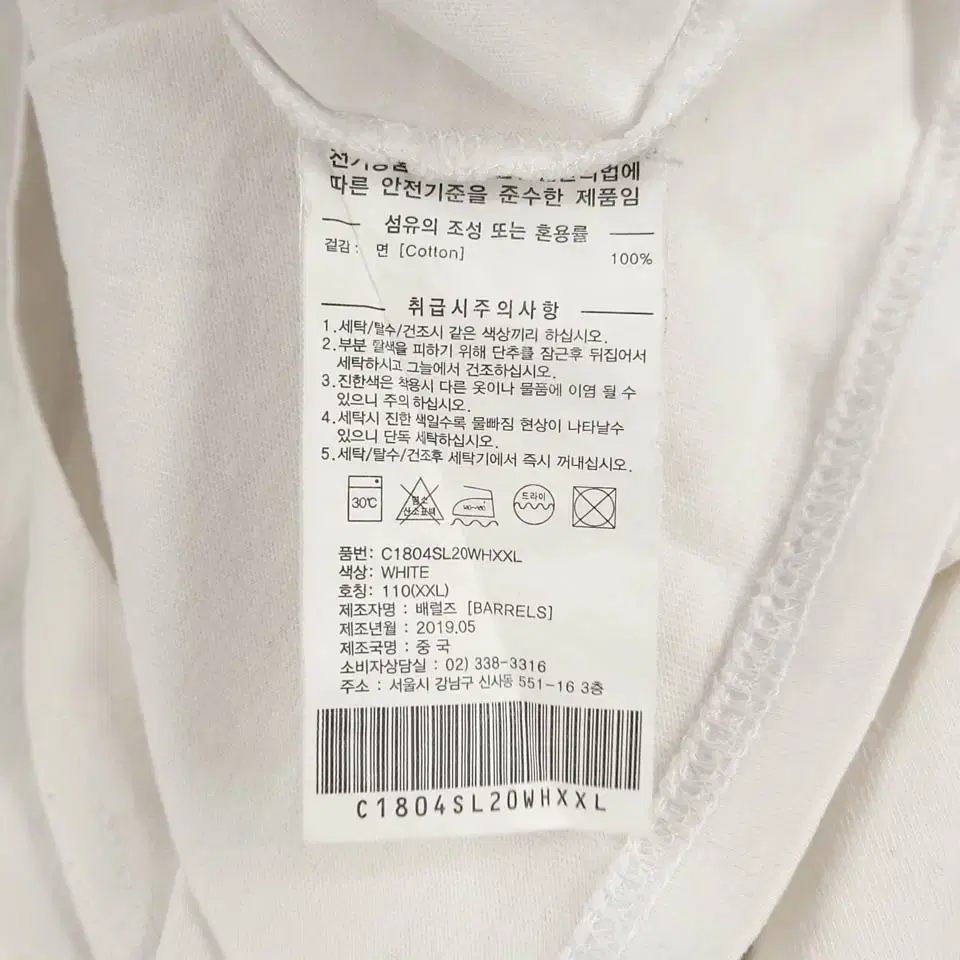 따른 안전기준을 준수한 제품임
섬유의 조성 또는 혼용률
겉감 : 면 [Cotton] 100%
취급시주의사항
1.세탁/탈수/건조시 같은 색상끼리 하십시오.
2.부분 탈색을 피하기 위해 단추를 잠근후 뒤집어서
세탁하시고 그늘에서 건조하십시오.
3.진한색은 착용시 다른 옷이나 물품에 이염 될 수
있으니 주의 하십시오.
4.세탁시 진한 색일수록 물빠짐 현상이 나타날수
있으니 단독 세탁하십시오.
5.세탁/탈수/건조후 세탁기에서 즉시 꺼내십시오.
30℃ 염소 산소표백 드라이
품번: C1804SL20WHXXL
색상: WHITE
호칭: 110(XXL)
제조자명 : 배럴즈 [BARRELS]
제조년월 : 2019.05
제조국명 : 중 국
소비자상담실 : 02) 338-3316
주소 : 서울시 강남구 신사동 551-16 3층
C1804SL20WHXXL